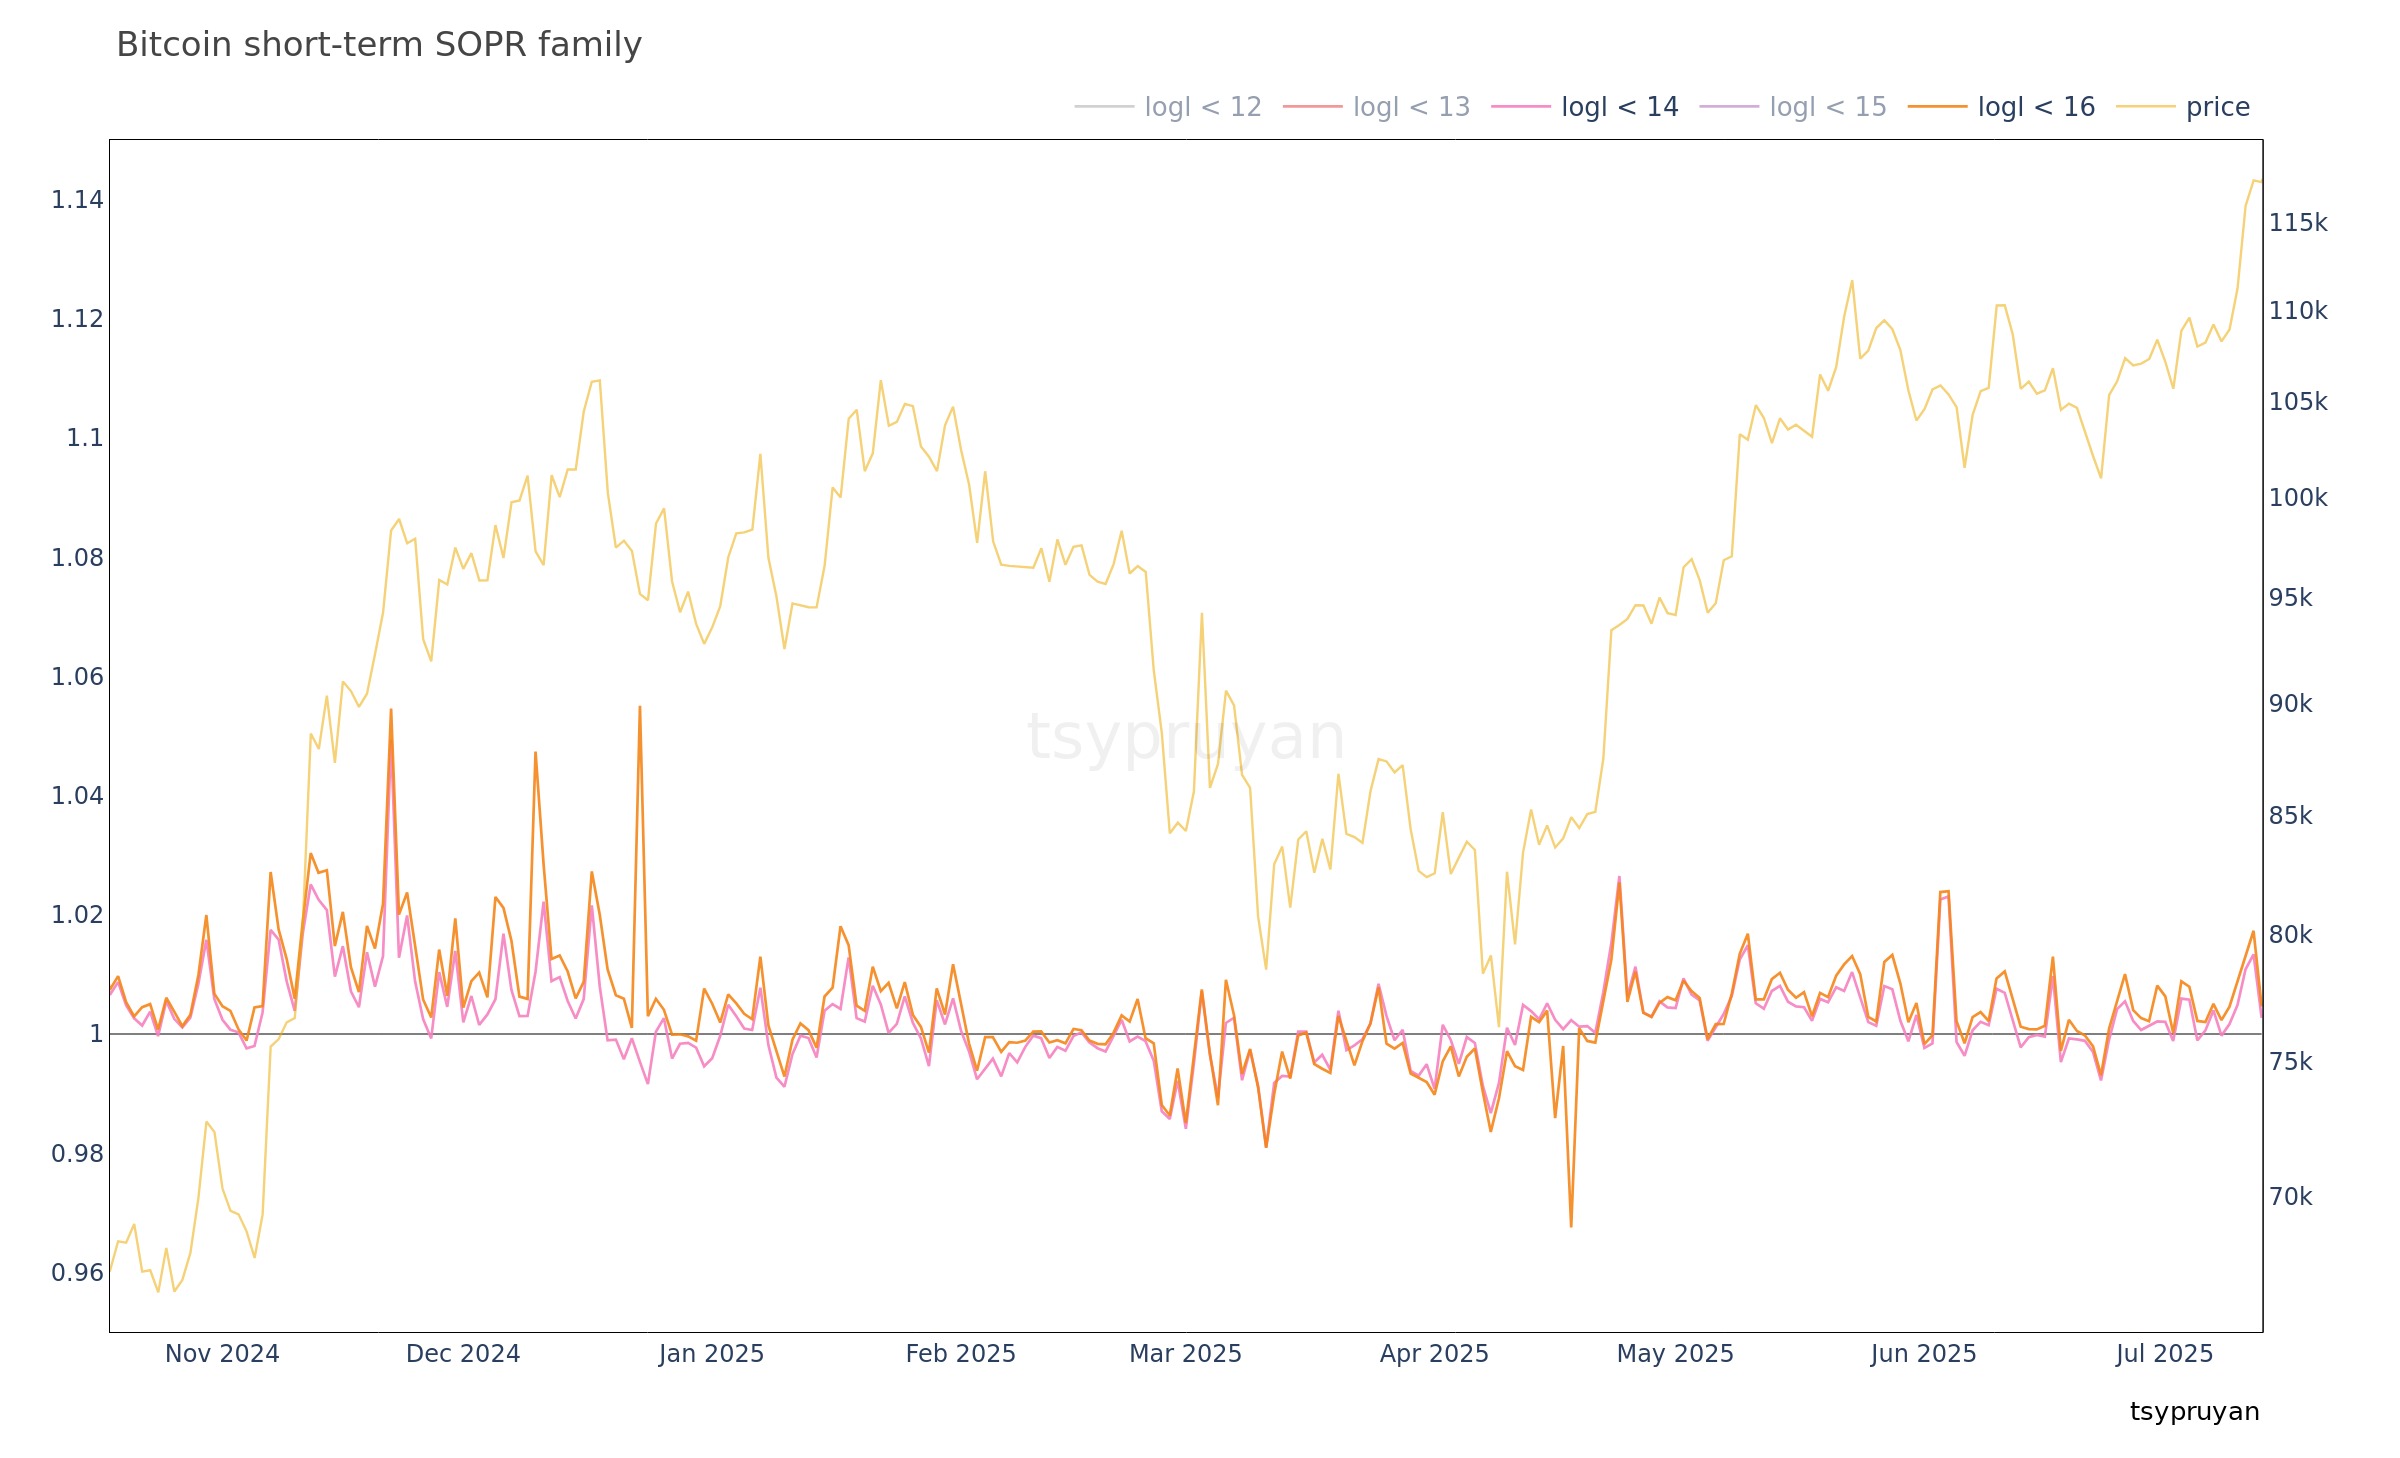 Bitcoin short-term SOPR family
logl < 12 logl < 13 logl < 14 logl < 15 logl < 16 price
1.14
1.12
1.1
1.08
1.06
1.04
1.02
1
0.98
0.96
115k
110k
105k
100k
95k
90k
85k
80k
75k
70k
tsypruyan
Nov 2024 Dec 2024 Jan 2025 Feb 2025 Mar 2025 Apr 2025 May 2025 Jun 2025 Jul 2025
tsypruyan